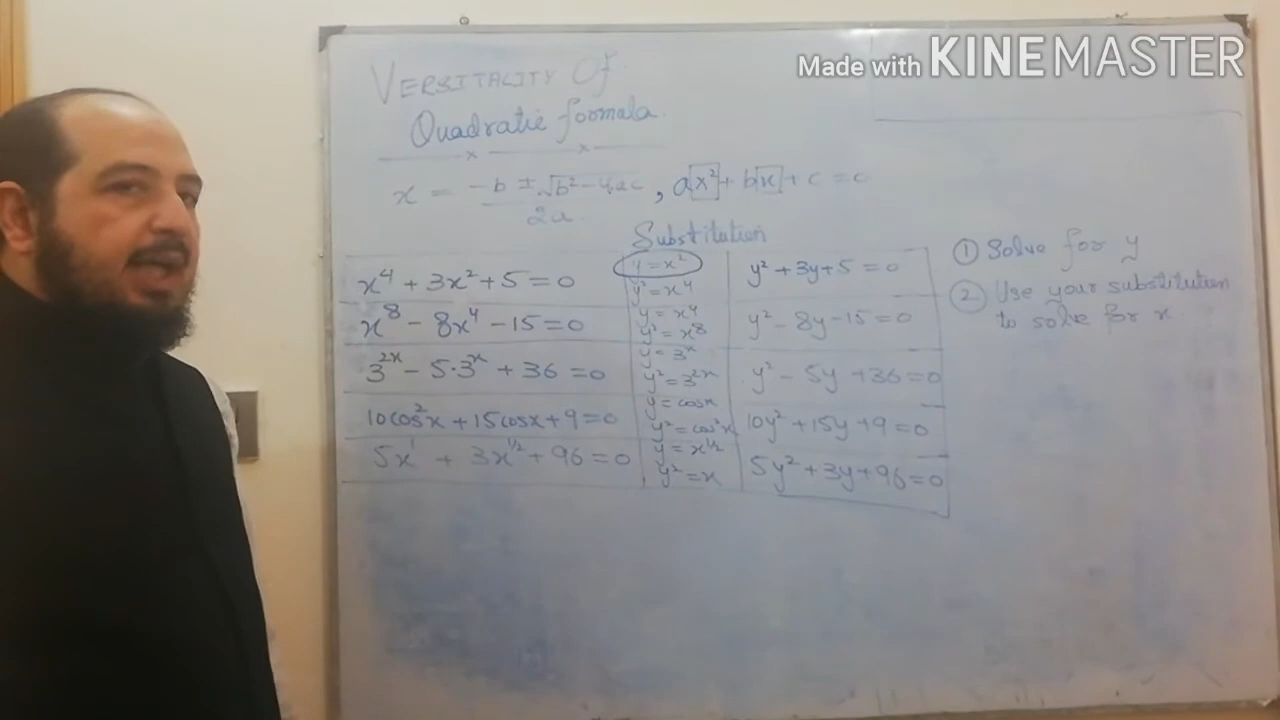 Made with KINEMASTER
VERSITALITY Of
Quadratic formula
x = -b ± √b² - 4ac / 2a , ax² + bx + c = 0
Substitution
x⁴ + 3x² + 5 = 0
y = x²
y² = x⁴
y² + 3y + 5 = 0
x⁸ - 8x⁴ - 15 = 0
y = x⁴
y² = x⁸
y² - 8y - 15 = 0
3²ˣ - 5·3ˣ + 36 = 0
y = 3ˣ
y² = 3²ˣ
y² - 5y + 36 = 0
10cos²x + 15cosx + 9 = 0
y = cosx
y² = cos²x
10y² + 15y + 9 = 0
5x¹ + 3x^1/2 + 96 = 0
y = x^1/2
y² = x
5y² + 3y + 96 = 0
① Solve for y
② Use your substitution
to solve for x